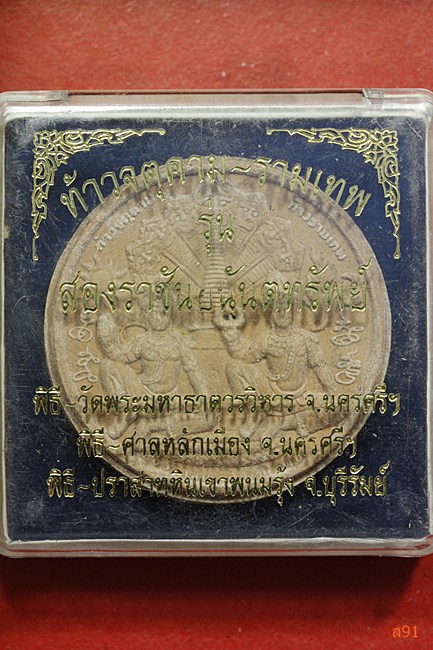 ท้าวจตุคาม~รามเทพ
รุ่น
สองราชันย์อนันตทรัพย์
พิธี~วัดพระมหาธาตุวรวิหาร จ.นครศรีฯ
พิธี~ศาลหลักเมือง จ.นครศรีฯ
พิธี~ปราสาทหินเขาพนมรุ้ง จ.บุรีรัมย์
ส91